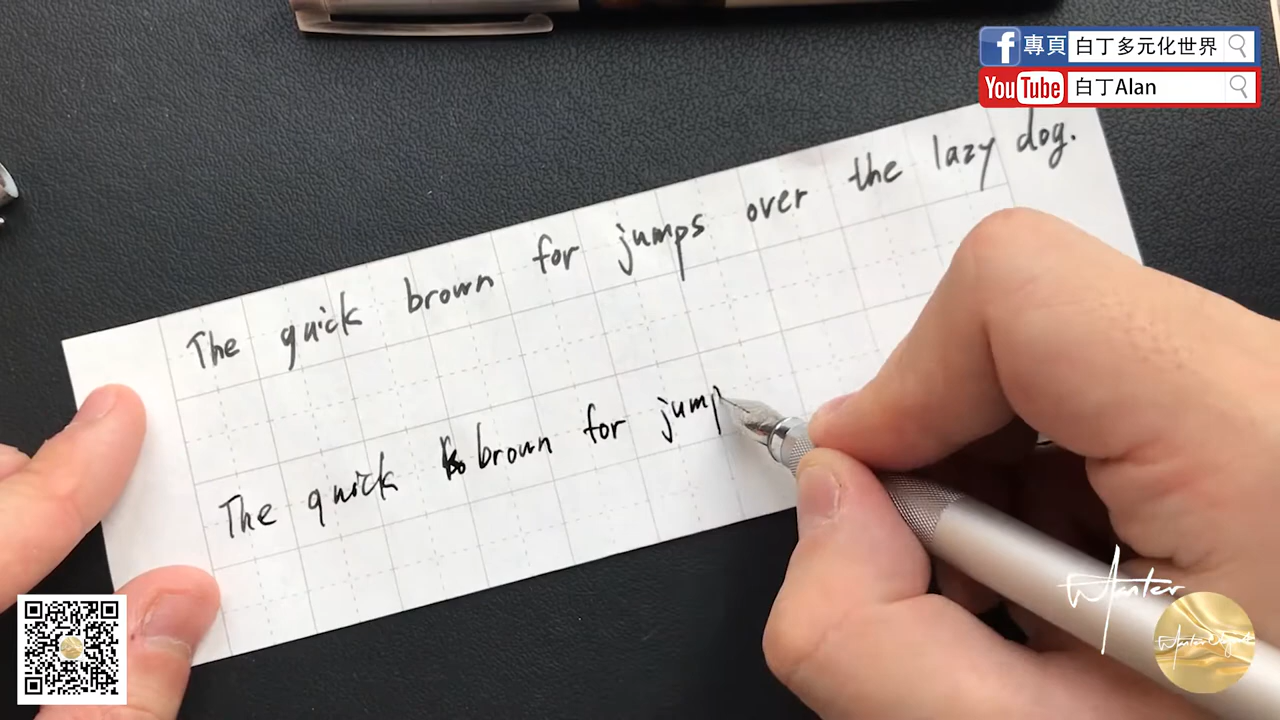 專頁 白丁多元化世界
YouTube 白丁Alan
The quick brown for jumps over the lazy dog.
The quick brown for jump